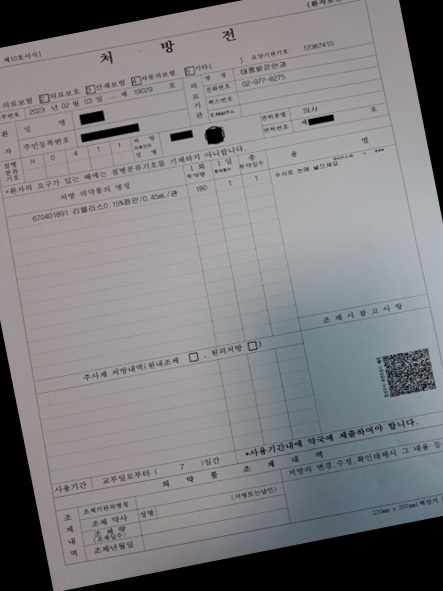 처 방 전
제10호서식]
의료보험 2 의료보호 3 산재보험 4 자동차보험 5 기타( ) 요양기관기호: 12367410
2023 년 02 월 03 일 - 제 19029 호
의료기관
명 칭 태릉밝은안과
전화번호 02-977-8275
팩스번호
E-Mail주소
환자
성 명
주민등록번호
질병분류기호 H 0 4 1 1
처방 의료인의 성 명
면허종별 의사
면허번호 제 호
*환자의 요구가 있는 때에는 질병분류기호를 기재하지 아니합니다.
처방 의약품의 명칭
1회 투약량
1일 투여횟수
총 투약일수
용 법
670401891 리블리스0.15%점안/0.45mL/관 180 1 1
수시로 눈에 넣으세요.
주사제 처방내역(원내조제 , 원외처방 )
조제시참고사항
사용기간 교부일로부터 ( 7 )일간
*사용기간내에 약국에 제출하여야 합니다.
의 약 품 조 제 내 역
조제내역
조제기관의명칭
조제 약사 성명 (서명또는날인)
조제량 (조제일수)
조제년월일
처방의 변경,수정,확인대체시 그 내용 등
210mm x 297mm(백상지